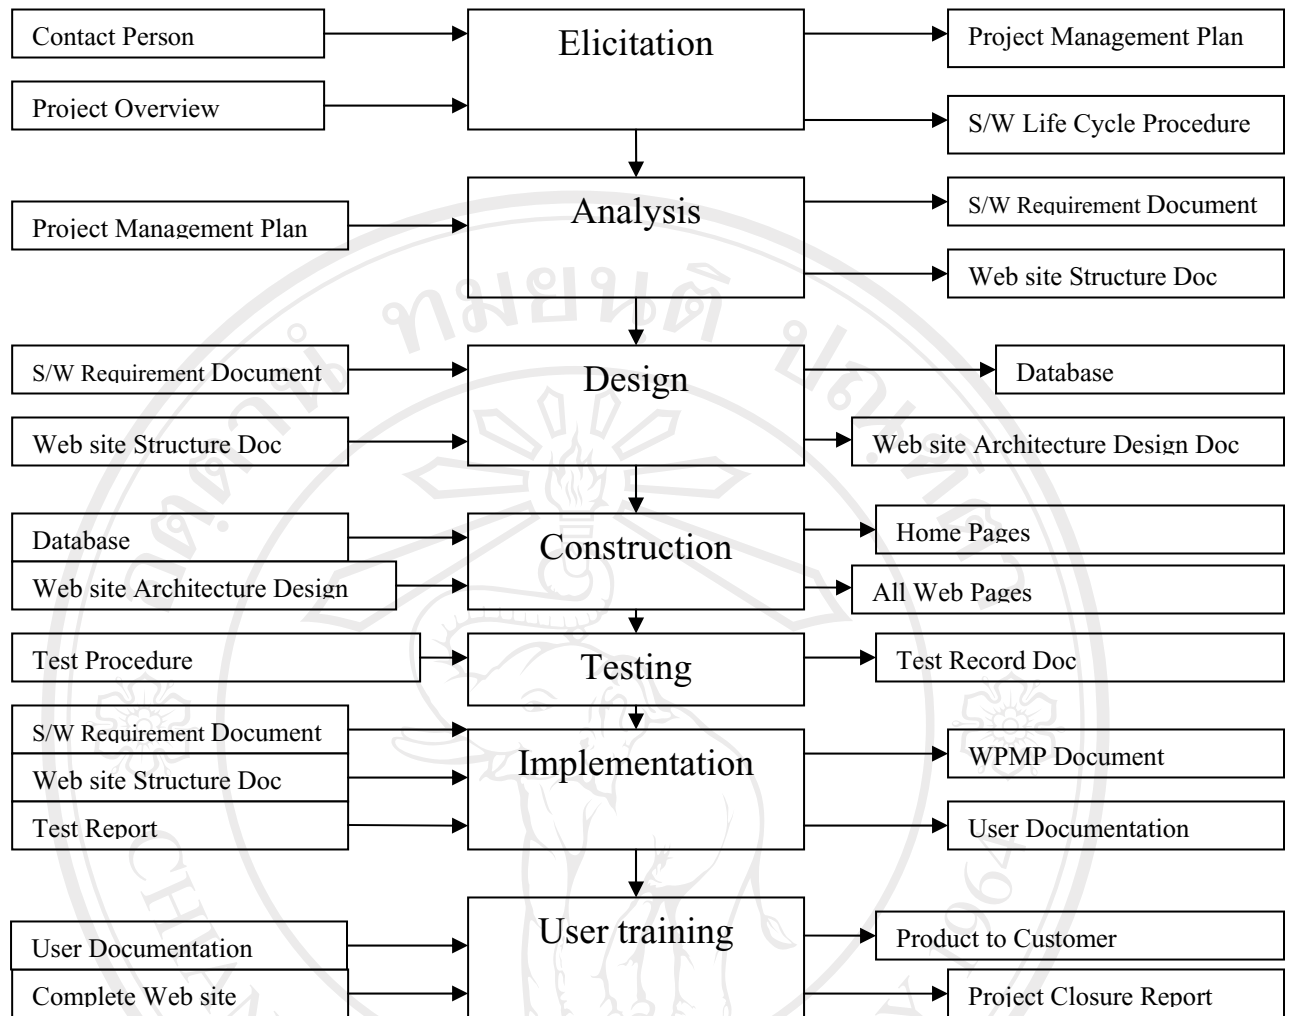 Contact Person
Elicitation
Project Management Plan
Project Overview
S/W Life Cycle Procedure
Project Management Plan
Analysis
S/W Requirement Document
Web site Structure Doc
S/W Requirement Document
Design
Database
Web site Structure Doc
Web site Architecture Design Doc
Database
Construction
Home Pages
Web site Architecture Design
All Web Pages
Test Procedure
Testing
Test Record Doc
S/W Requirement Document
Implementation
WPMP Document
Web site Structure Doc
Test Report
User Documentation
User Documentation
User training
Product to Customer
Complete Web site
Project Closure Report